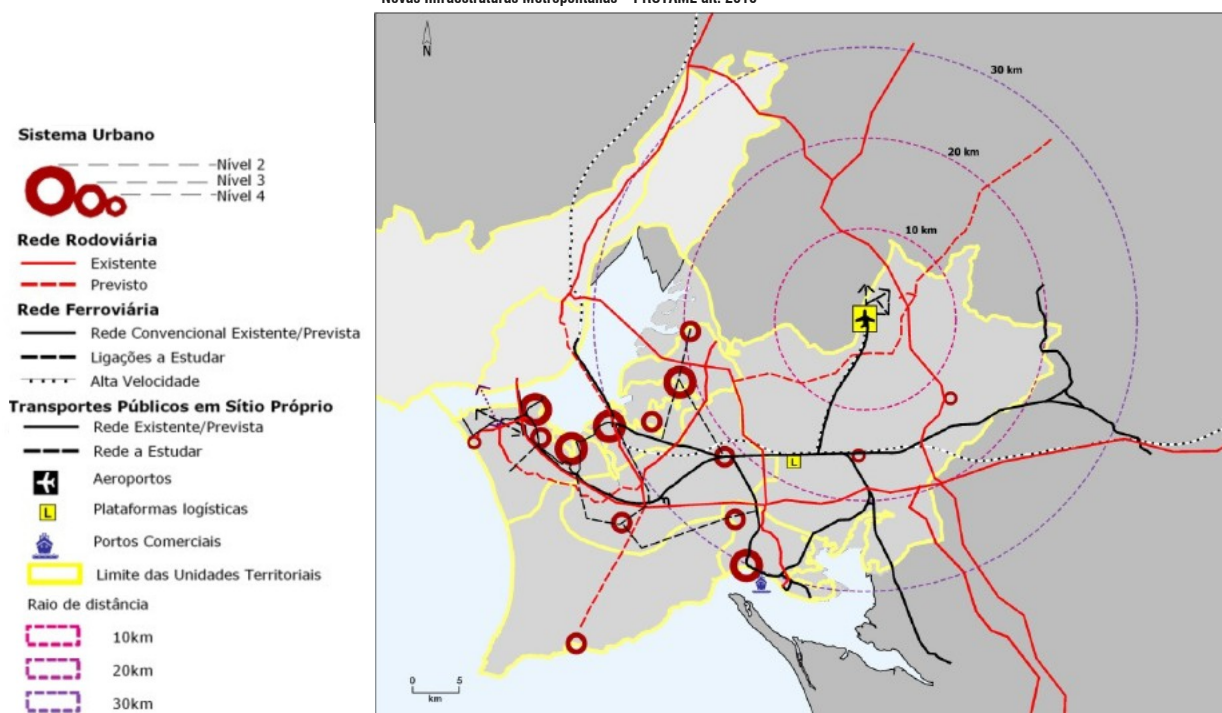 Novas Infraestruturas Metropolitanas – PROTAML alt. 2010
Sistema Urbano
Nível 2
Nível 3
Nível 4
Rede Rodoviária
Existente
Previsto
Rede Ferroviária
Rede Convencional Existente/Prevista
Ligações a Estudar
Alta Velocidade
Transportes Públicos em Sítio Próprio
Rede Existente/Prevista
Rede a Estudar
Aeroportos
L Plataformas logísticas
Portos Comerciais
Limite das Unidades Territoriais
Raio de distância
10km
20km
30km
N
30 km
20 km
10 km
L
0 5
km